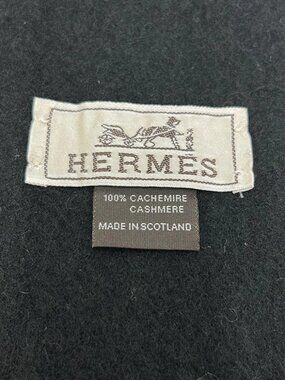 HERMES
100% CACHEMIRE
CASHMERE
MADE IN SCOTLAND